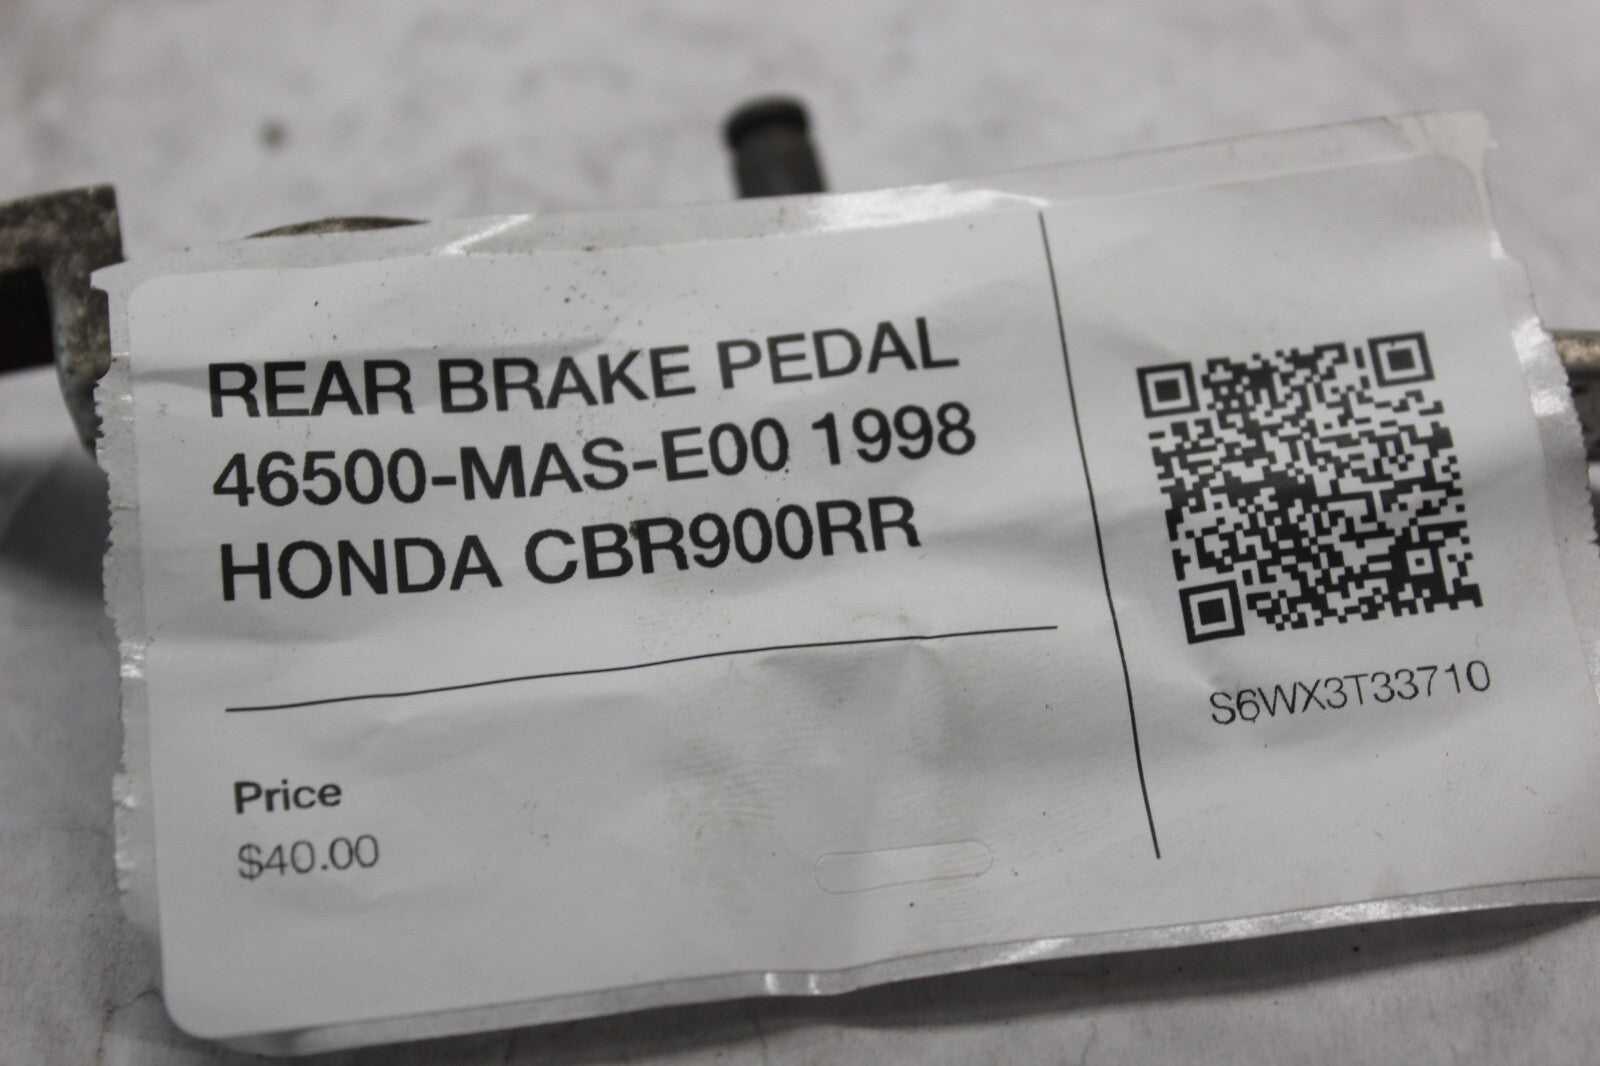 REAR BRAKE PEDAL
46500-MAS-E00 1998
HONDA CBR900RR
Price
$40.00
S6WX3T33710